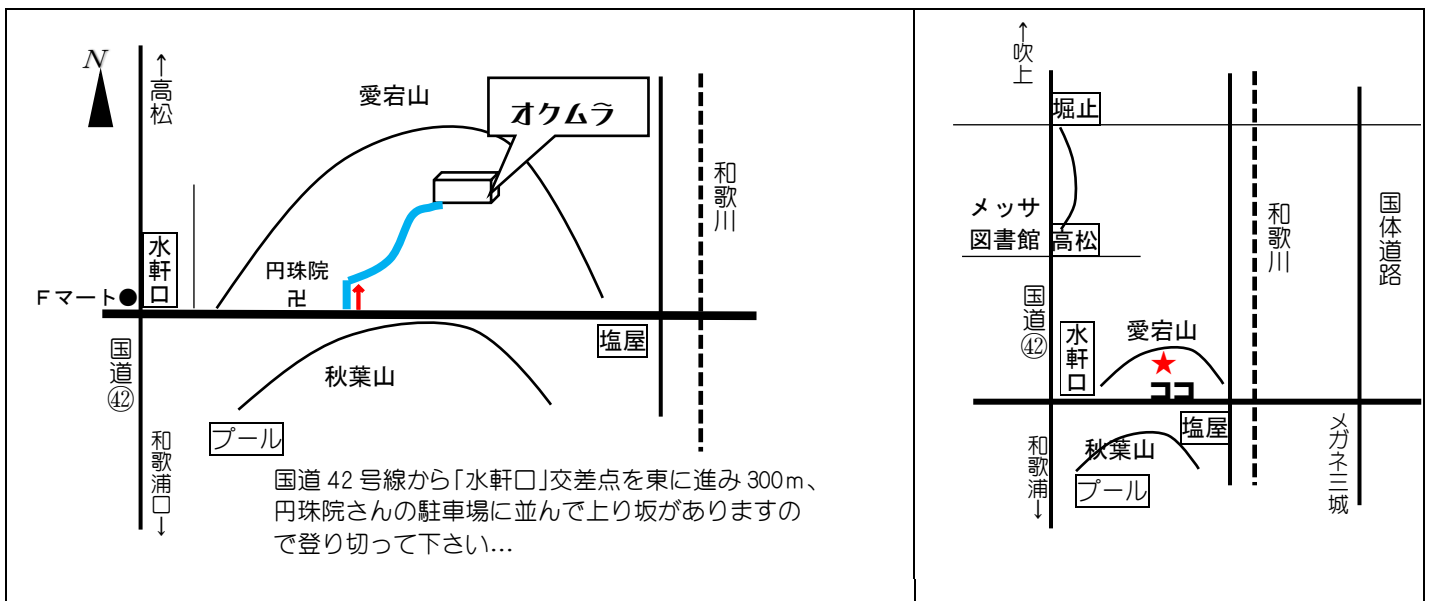 N
↑高松
愛宕山
オクムラ
和歌川
水軒口
円珠院
卍
Fマート●
国道㊷
塩屋
秋葉山
プール
和歌浦口↓
国道 42 号線から「水軒口」交差点を東に進み 300m、
円珠院さんの駐車場に並んで上り坂がありますの
で登り切って下さい…
↑吹上
堀止
メッサ
図書館
高松
和歌川
国体道路
国道㊷
水軒口
愛宕山
★
ココ
塩屋
秋葉山
プール
和歌浦↓
メガネ三城